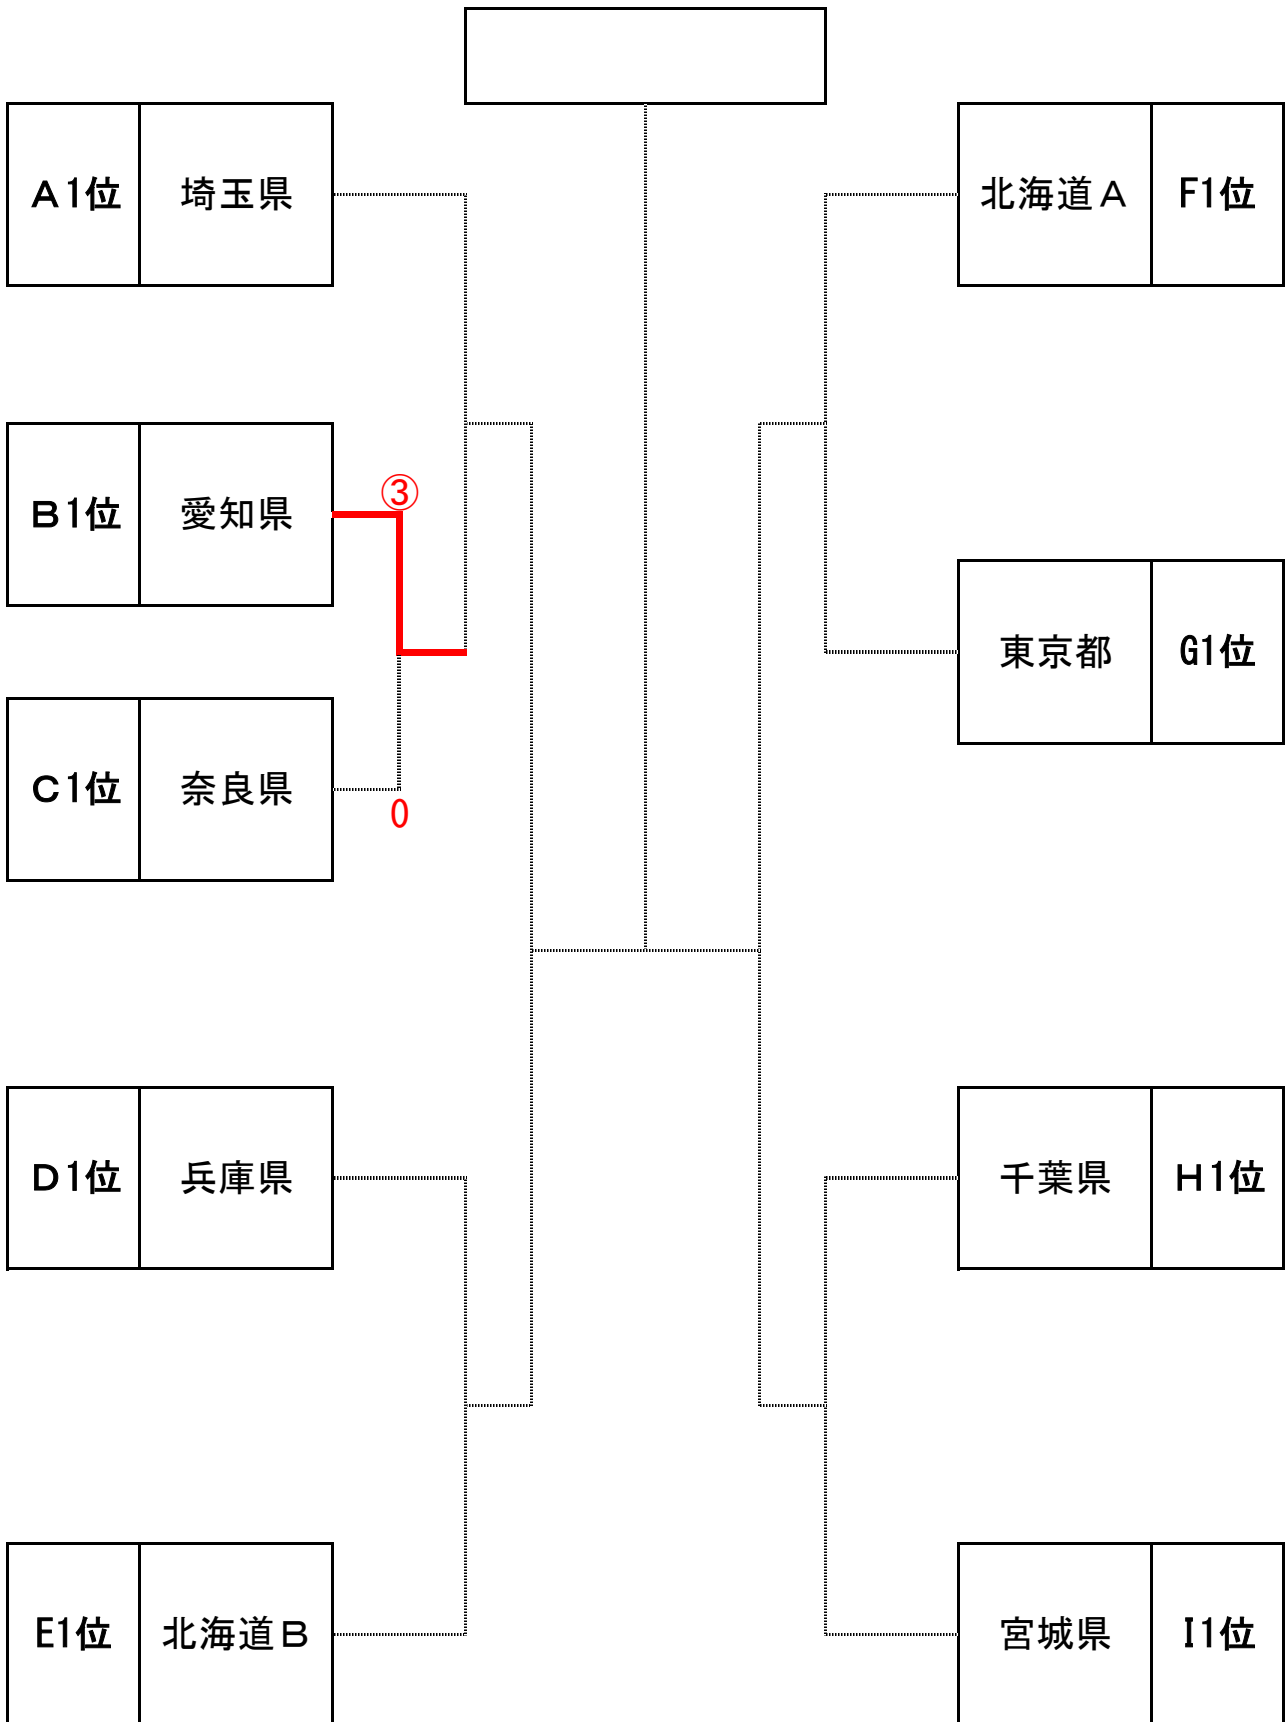 A1位 埼玉県
北海道A F1位
B1位 愛知県
③
東京都 G1位
C1位 奈良県
0
D1位 兵庫県
千葉県 H1位
E1位 北海道B
宮城県 I1位